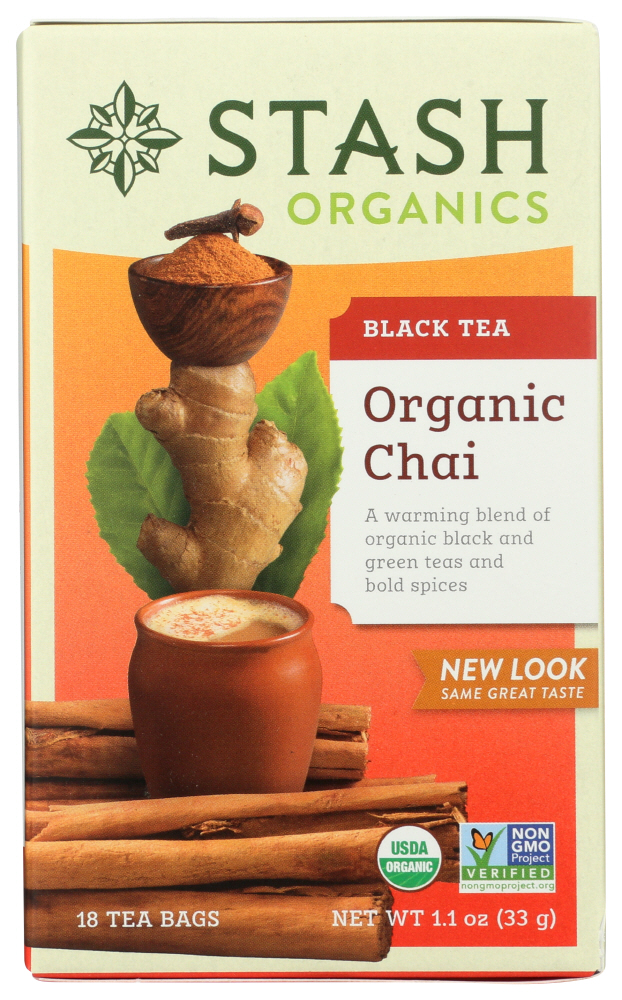 STASH
ORGANICS
BLACK TEA
Organic
Chai
A warming blend of
organic black and
green teas and
bold spices
NEW LOOK
SAME GREAT TASTE
USDA
ORGANIC
NON
GMO
Project
VERIFIED
nongmoproject.org
18 TEA BAGS
NET WT 1.1 oz (33 g)